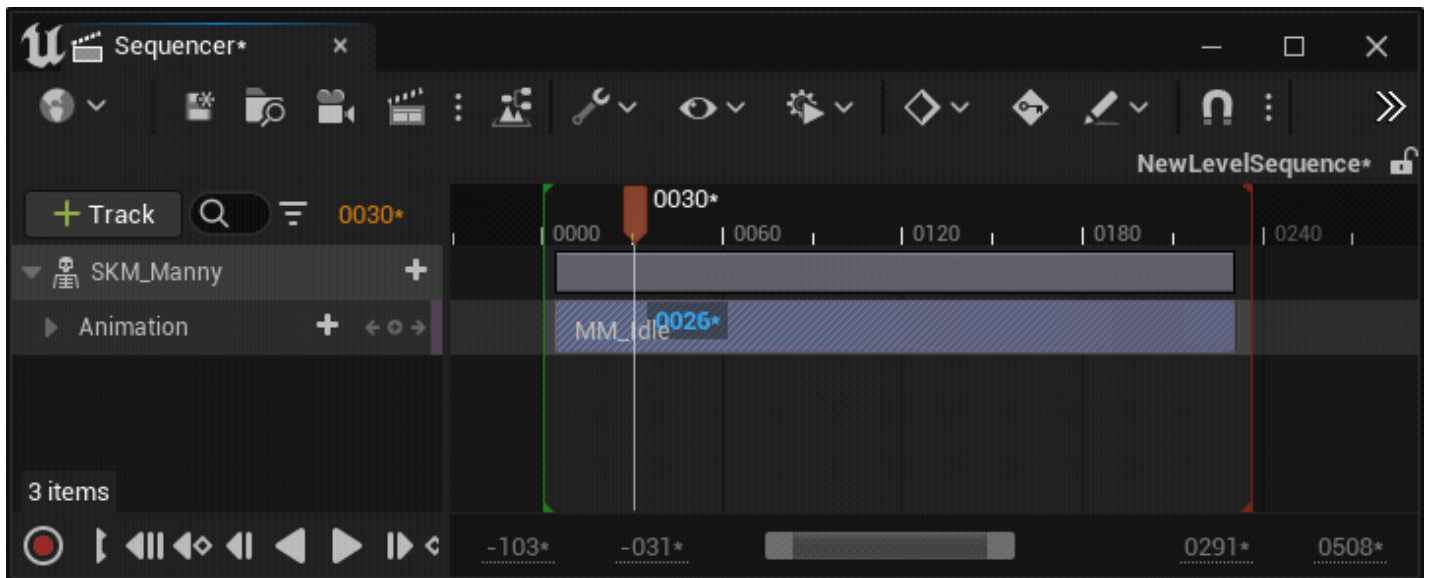 Sequencer*
NewLevelSequence*
+ Track 0030*
0030*
0000 0060 0120 0180 0240
SKM_Manny
Animation
MM_Idle 0026*
3 items
-103* -031* 0291* 0508*